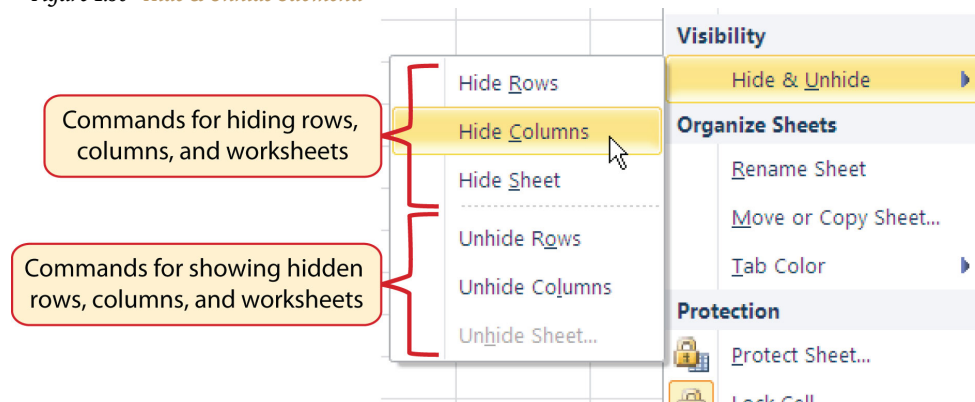 Visibility
Hide & Unhide
Hide Rows
Hide Columns
Hide Sheet
Unhide Rows
Unhide Columns
Unhide Sheet...
Commands for hiding rows,
columns, and worksheets
Commands for showing hidden
rows, columns, and worksheets
Organize Sheets
Rename Sheet
Move or Copy Sheet...
Tab Color
Protection
Protect Sheet...
Lock Cell